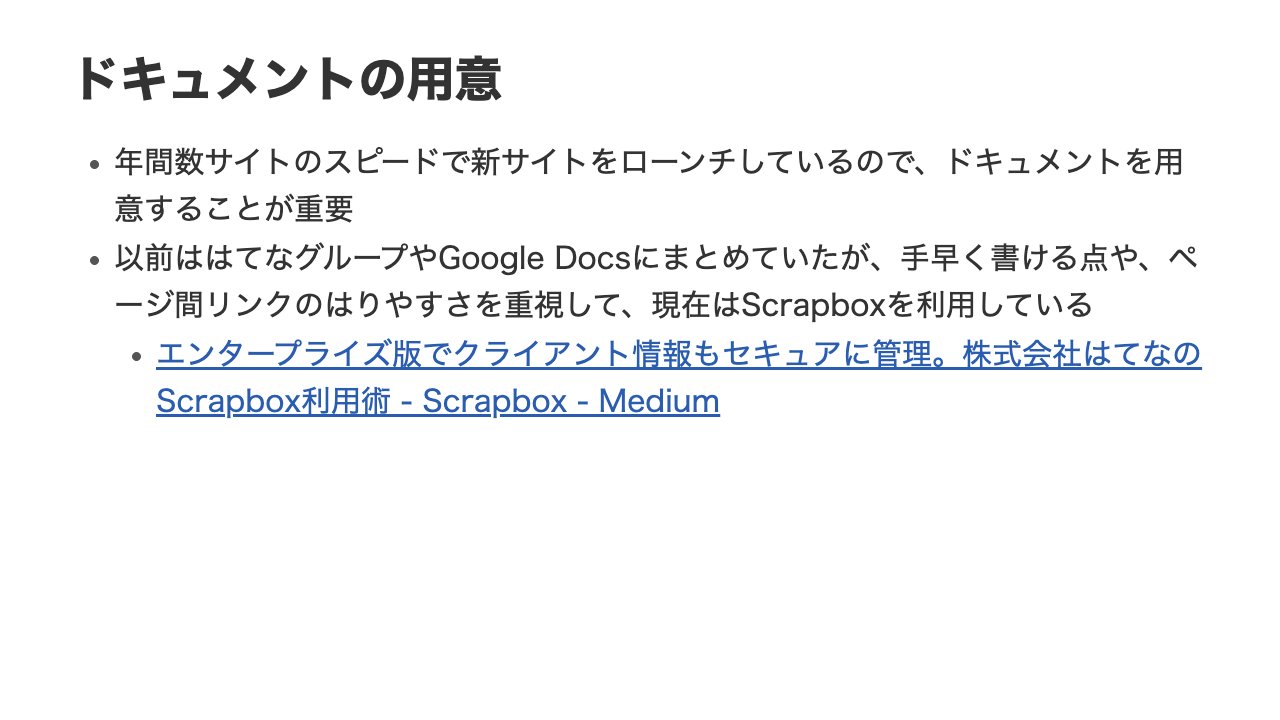 ドキュメントの用意
年間数サイトのスピードで新サイトをローンチしているので、ドキュメントを用
意することが重要
以前ははてなグループやGoogle Docsにまとめていたが、手早く書ける点や、ペ
ージ間リンクのはりやすさを重視して、現在はScrapboxを利用している
エンタープライズ版でクライアント情報もセキュアに管理。株式会社はてなの
Scrapbox利用術 - Scrapbox - Medium